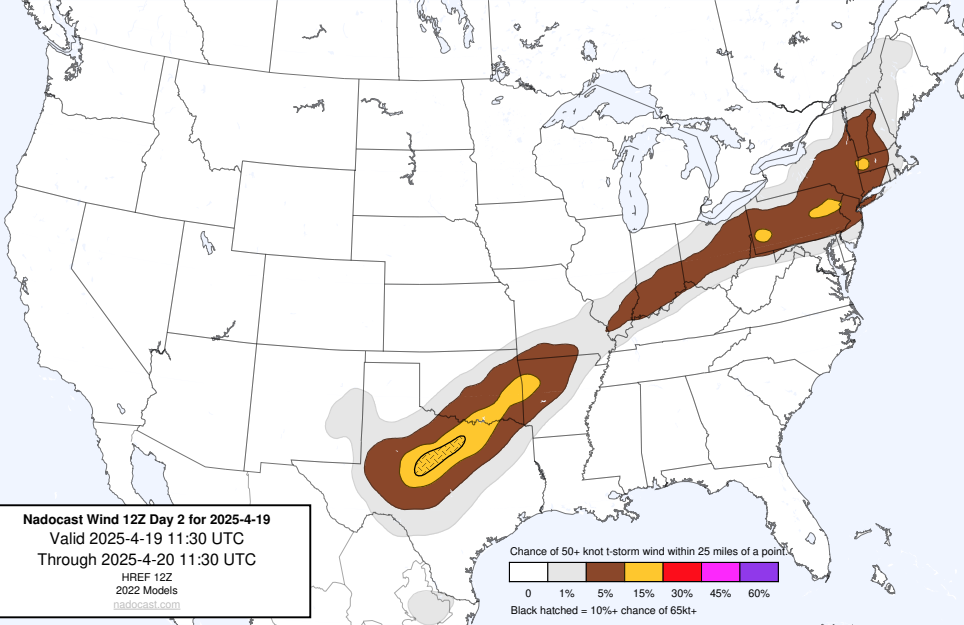 Nadocast Wind 12Z Day 2 for 2025-4-19
Valid 2025-4-19 11:30 UTC
Through 2025-4-20 11:30 UTC
HREF 12Z
2022 Models
nadocast.com
Chance of 50+ knot t-storm wind within 25 miles of a point.
0 1% 5% 15% 30% 45% 60%
Black hatched = 10%+ chance of 65kt+